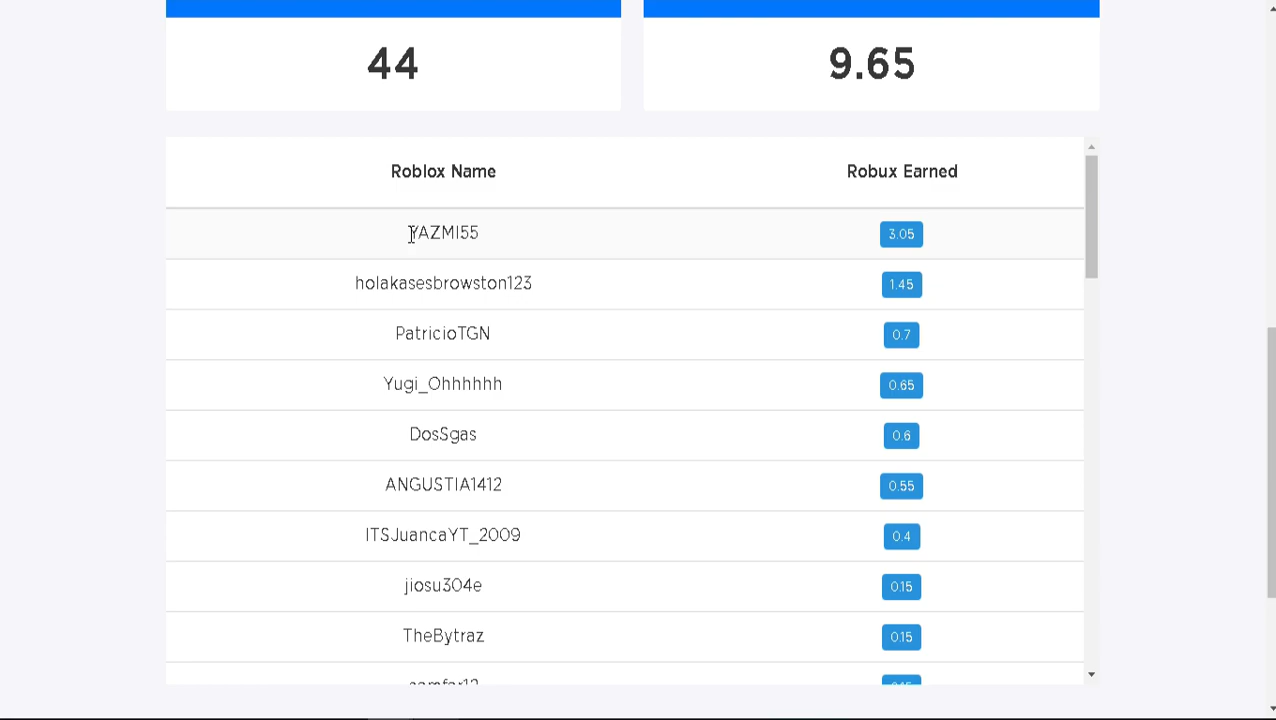 44 9.65
Roblox Name Robux Earned
YAZMI55 3.05
holakasesbrowston123 1.45
PatricioTGN 0.7
Yugi_Ohhhhhh 0.65
DosSgas 0.6
ANGUSTIA1412 0.55
ITSJuancaYT_2009 0.4
jiosu304e 0.15
TheBytraz 0.15